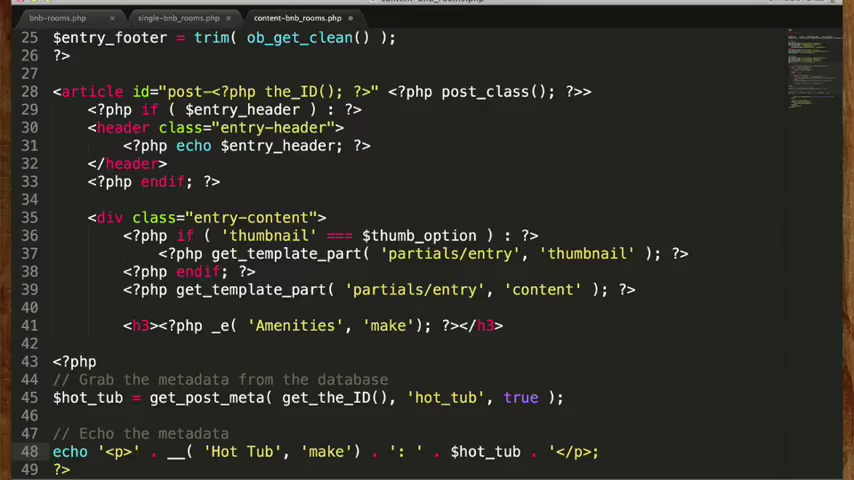 content-bnb_rooms.php
bnb-rooms.php × single-bnb_rooms.php × content-bnb_rooms.php
25 $entry_footer = trim( ob_get_clean() );
26 ?>
27
28 <article id="post-<?php the_ID(); ?>" <?php post_class(); ?>>
29 <?php if ( $entry_header ) : ?>
30 <header class="entry-header">
31 <?php echo $entry_header; ?>
32 </header>
33 <?php endif; ?>
34
35 <div class="entry-content">
36 <?php if ( 'thumbnail' === $thumb_option ) : ?>
37 <?php get_template_part( 'partials/entry', 'thumbnail' ); ?>
38 <?php endif; ?>
39 <?php get_template_part( 'partials/entry', 'content' ); ?>
40
41 <h3><?php _e( 'Amenities', 'make'); ?></h3>
42
43 <?php
44 // Grab the metadata from the database
45 $hot_tub = get_post_meta( get_the_ID(), 'hot_tub', true );
46
47 // Echo the metadata
48 echo '<p>' . __( 'Hot Tub', 'make') . ': ' . $hot_tub . '</p>;
49 ?>